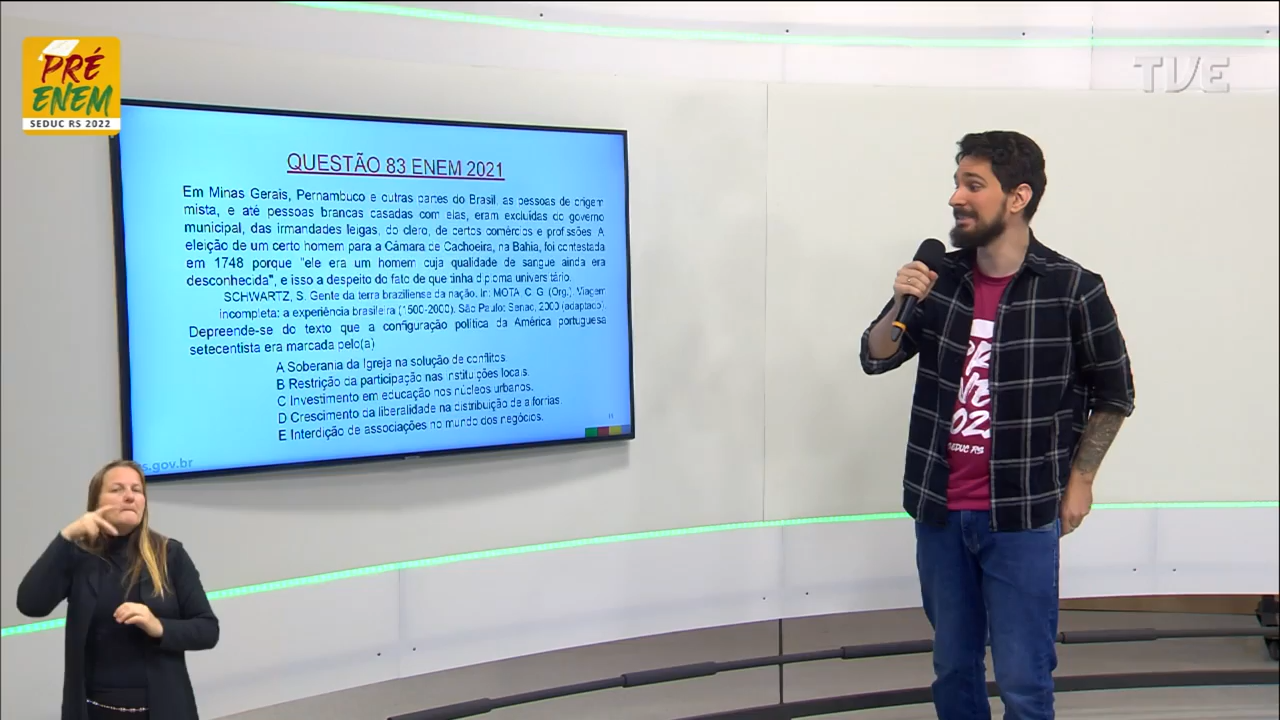 PRÉ
ENEM
SEDUC RS 2022
TVE
QUESTÃO 83 ENEM 2021
Em Minas Gerais, Pernambuco e outras partes do Brasil, as pessoas de origem
mista, e até pessoas brancas casadas com elas, eram excluídas do governo
municipal, das irmandades leigas, do clero, de certos comércios e profissões. A
eleição de um certo homem para a Câmara de Cachoeira, na Bahia, foi contestada
em 1748 porque "ele era um homem cuja qualidade de sangue ainda era
desconhecida", e isso a despeito do fato de que tinha diploma universitário.
SCHWARTZ, S. Gente da terra braziliense da nação. In: MOTA, C. G. (Org.). Viagem
incompleta: a experiência brasileira (1500-2000). São Paulo: Senac, 2000 (adaptado).
Depreende-se do texto que a configuração política da América portuguesa
setecentista era marcada pelo(a)
A Soberania da Igreja na solução de conflitos.
B Restrição da participação nas instituições locais.
C Investimento em educação nos núcleos urbanos.
D Crescimento da liberalidade na distribuição de alforrias.
E Interdição de associações no mundo dos negócios.
s.gov.br
SEDUC RS